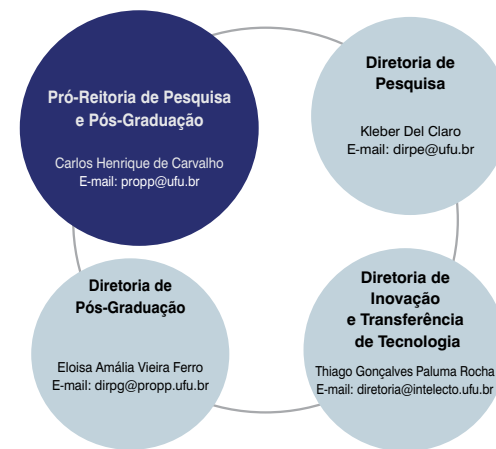 Pró-Reitoria de Pesquisa
e Pós-Graduação
Carlos Henrique de Carvalho
E-mail: propp@ufu.br
Diretoria de
Pesquisa
Kleber Del Claro
E-mail: dirpe@ufu.br
Diretoria de
Pós-Graduação
Eloisa Amália Vieira Ferro
E-mail: dirpg@propp.ufu.br
Diretoria de
Inovação
e Transferência
de Tecnologia
Thiago Gonçalves Paluma Rocha
E-mail: diretoria@intelecto.ufu.br